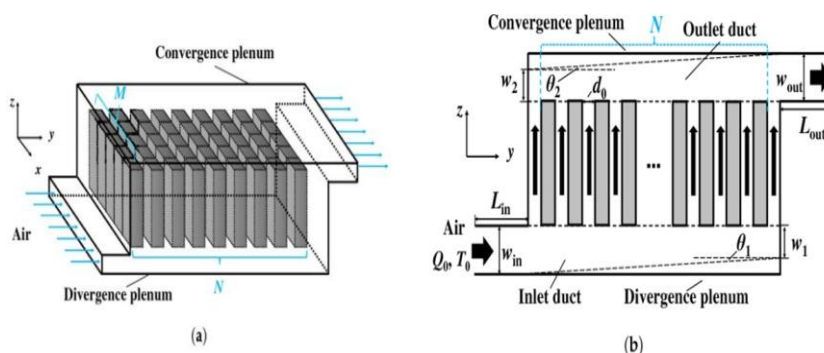 Convergence plenum
M
z
y
x
Air
N
Divergence plenum
(a)
Convergence plenum
N
Outlet duct
w2
θ2
d0
wout
z
y
Lout
...
Lin
Air
Q0, T0
win
θ1
w1
Inlet duct
Divergence plenum
(b)